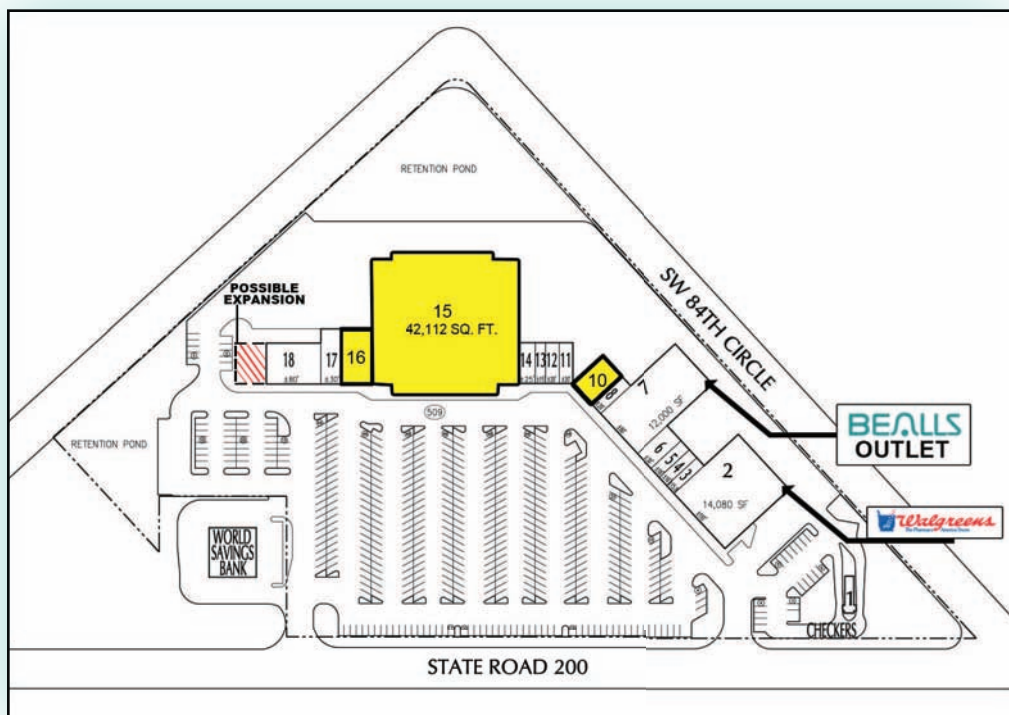 RETENTION POND
SW 84TH CIRCLE
POSSIBLE
EXPANSION
15
42,112 SQ. FT.
18
17
16
14
13
12
11
10
8
7
12,000 SF
6
5
4
3
2
14,080 SF
509
RETENTION POND
BEALLS
OUTLET
Walgreens
WORLD
SAVINGS
BANK
1
CHECKERS
STATE ROAD 200